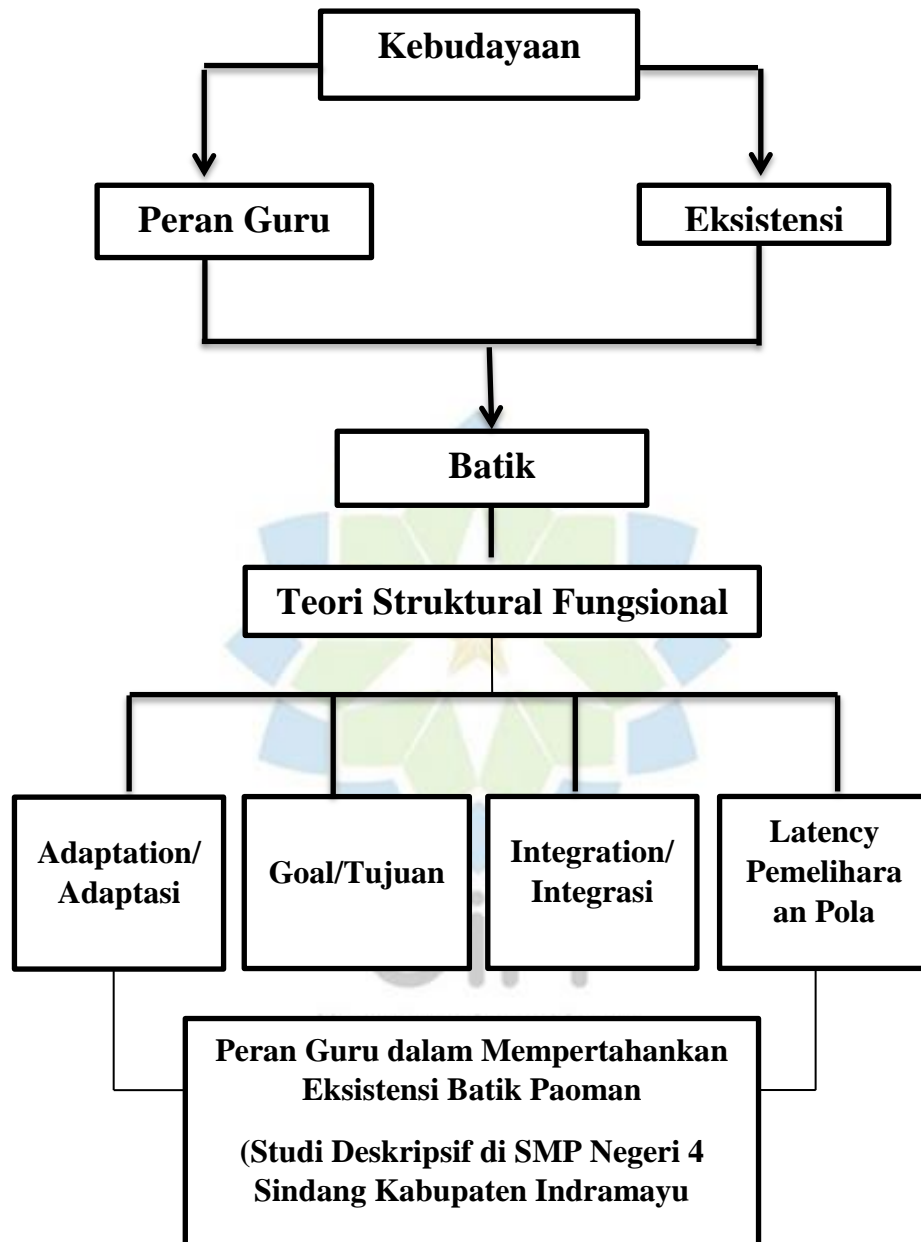 Kebudayaan
Peran Guru
Eksistensi
Batik
Teori Struktural Fungsional
Adaptation/
Adaptasi
Goal/Tujuan
Integration/
Integrasi
Latency
Pemelihara
an Pola
Peran Guru dalam Mempertahankan
Eksistensi Batik Paoman
(Studi Deskripsif di SMP Negeri 4
Sindang Kabupaten Indramayu